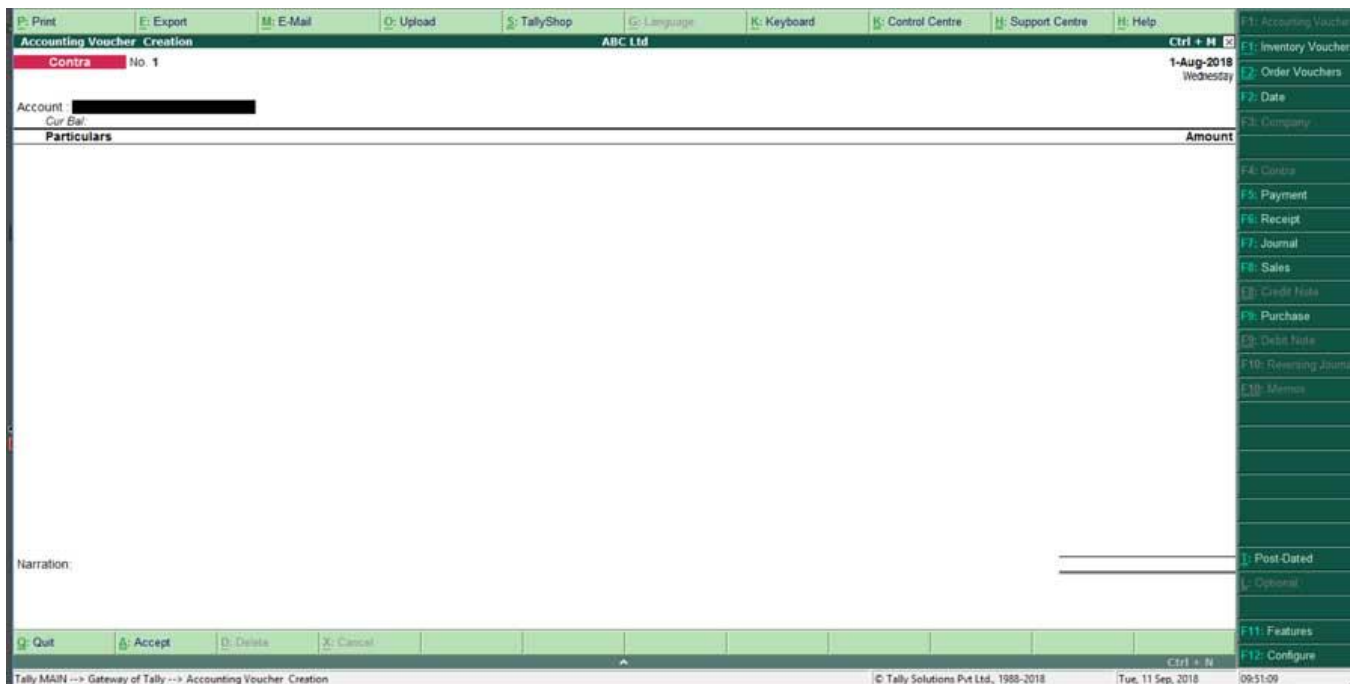 P: Print E: Export M: E-Mail O: Upload S: TallyShop G: Language K: Keyboard K: Control Centre H: Support Centre H: Help
Accounting Voucher Creation ABC Ltd Ctrl + M
Contra No. 1 1-Aug-2018
Wednesday
Account :
Cur Bal:
Particulars Amount
Narration:
Q: Quit A: Accept D: Delete X: Cancel
Ctrl + N
Tally MAIN --> Gateway of Tally --> Accounting Voucher Creation © Tally Solutions Pvt Ltd., 1988-2018 Tue, 11 Sep, 2018 09:51:09
F1: Accounting Voucher
F1: Inventory Voucher
F2: Order Vouchers
F2: Date
F3: Company
F4: Contra
F5: Payment
F6: Receipt
F7: Journal
F8: Sales
F8: Credit Note
F9: Purchase
F9: Debit Note
F10: Reversing Journa
F10: Memos
T: Post-Dated
L: Optional
F11: Features
F12: Configure